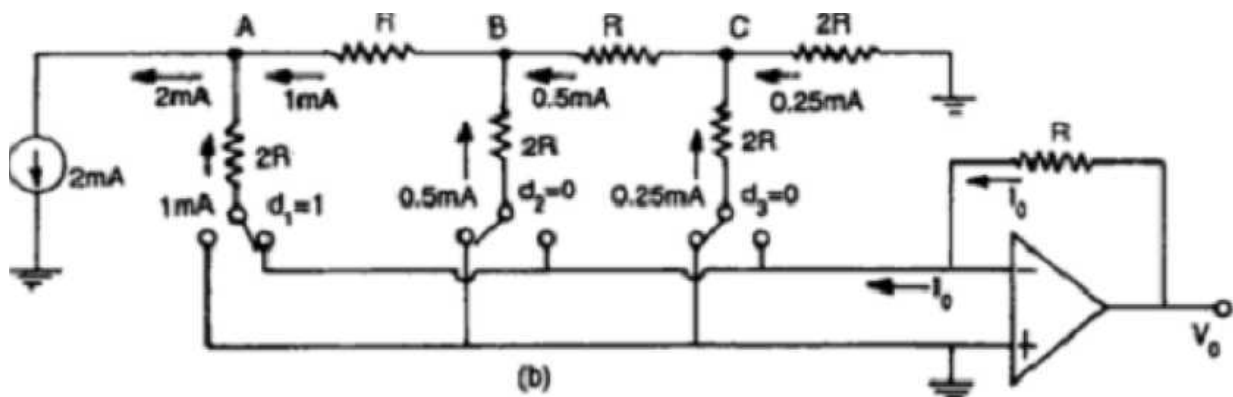 A R B R C 2R
2mA 1mA 0.5mA 0.25mA
R
2mA 2R 2R 2R
1mA d₁=1 0.5mA d₂=0 0.25mA d₃=0 I₀
I₀
− +
V₀
(b)